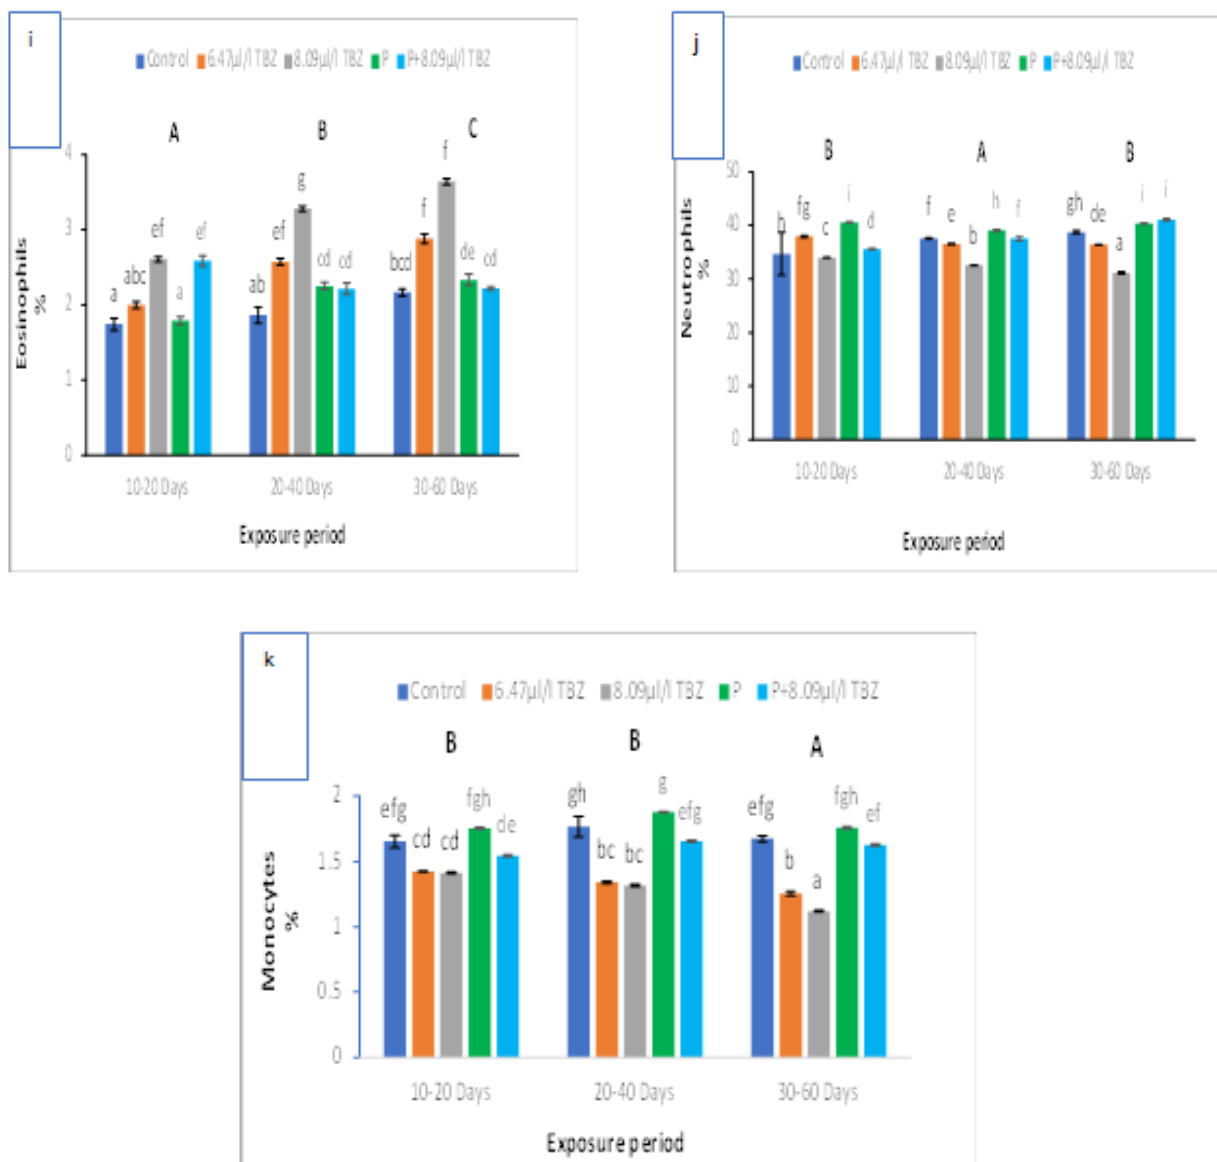 i
Control 6.47µl/l TBZ 8.09µl/l TBZ P P+8.09µl/l TBZ
A B C
Eosinophils
%
4
3
2
1
0
a abc ef a ef
ab ef g cd cd
bcd f f de cd
10-20 Days 20-40 Days 30-60 Days
Exposure period
j
Control 6.47µl/l TBZ 8.09µl/l TBZ P P+8.09µl/l TBZ
B A B
Neutrophils
%
50
40
30
20
10
0
h fg c i d
f e b h f
gh de a i i
10-20 Days 20-40 Days 30-60 Days
Exposure period
k
Control 6.47µl/l TBZ 8.09µl/l TBZ P P+8.09µl/l TBZ
B B A
Monocytes
%
2
1.5
1
0.5
0
efg cd cd fgh de
gh bc bc g efg
efg b a fgh ef
10-20 Days 20-40 Days 30-60 Days
Exposure period